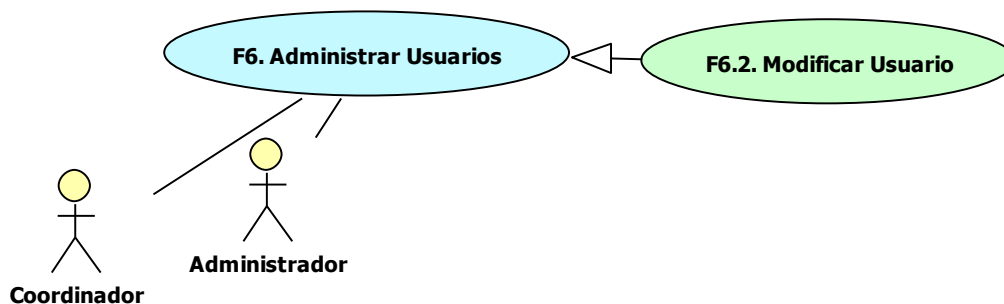 F6. Administrar Usuarios
F6.2. Modificar Usuario
Administrador
Coordinador